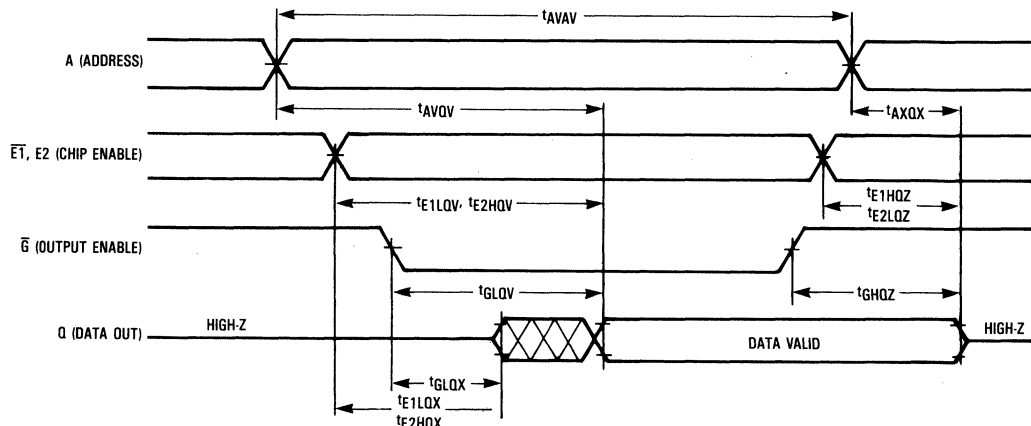 tAVAV
A (ADDRESS)
tAVQV
tAXQX
E1, E2 (CHIP ENABLE)
tE1LQV, tE2HQV
tE1HQZ
tE2LQZ
G (OUTPUT ENABLE)
tGLQV
tGHQZ
Q (DATA OUT)
HIGH-Z
DATA VALID
HIGH-Z
tGLQX
tE1LQX
tE2HQX